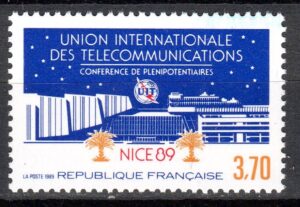 UNION INTERNATIONALE
DES TELECOMMUNICATIONS
CONFERENCE DE PLENIPOTENTIAIRES
UIT
NICE 89
3,70
LA POSTE 1989
REPUBLIQUE FRANÇAISE